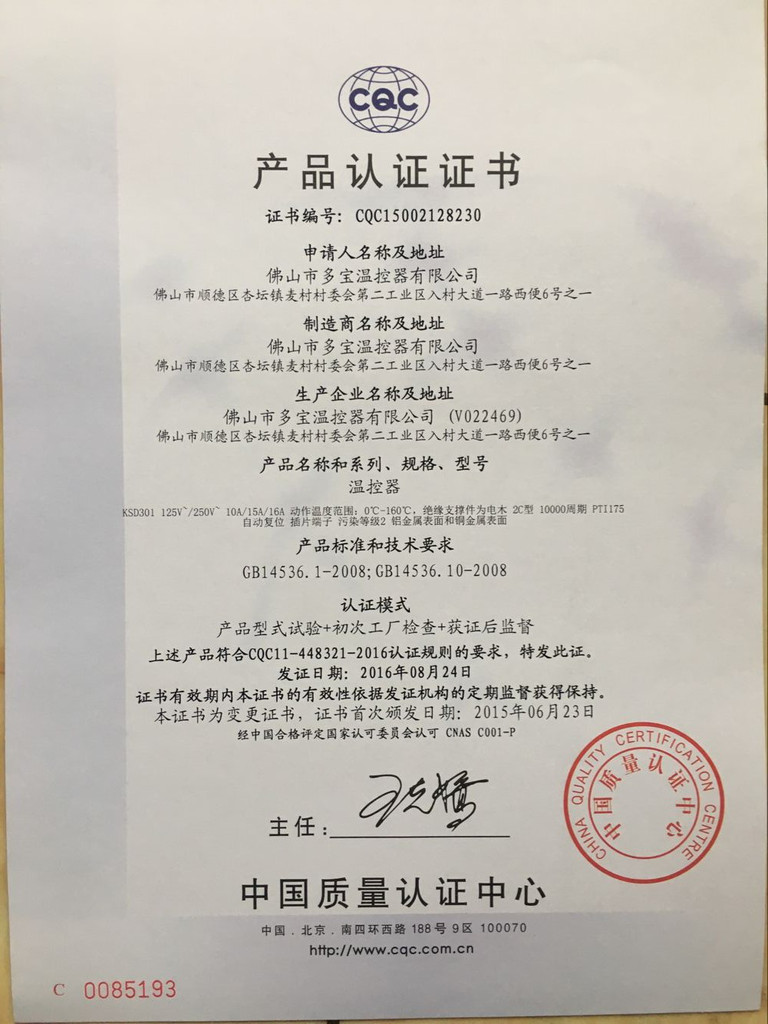 CQC
产品认证证书
证书编号：CQC15002128230
申请人名称及地址
佛山市多宝温控器有限公司
佛山市顺德区杏坛镇麦村村委会第二工业区入村大道一路西便6号之一
制造商名称及地址
佛山市多宝温控器有限公司
佛山市顺德区杏坛镇麦村村委会第二工业区入村大道一路西便6号之一
生产企业名称及地址
佛山市多宝温控器有限公司 (V022469)
佛山市顺德区杏坛镇麦村村委会第二工业区入村大道一路西便6号之一
产品名称和系列、规格、型号
温控器
KSD301 125V~/250V~ 10A/15A/16A 动作温度范围：0℃-160℃，绝缘支撑件为电木 2C型 10000周期 PTI175
自动复位 插片端子 污染等级2 铝金属表面和铜金属表面
产品标准和技术要求
GB14536.1-2008;GB14536.10-2008
认证模式
产品型式试验+初次工厂检查+获证后监督
上述产品符合CQC11-448321-2016认证规则的要求，特发此证。
发证日期：2016年08月24日
证书有效期内本证书的有效性依据发证机构的定期监督获得保持。
本证书为变更证书，证书首次颁发日期：2015年06月23日
经中国合格评定国家认可委员会认可 CNAS C001-P
CHINA QUALITY CERTIFICATION CENTRE
中国质量认证中心
主任：
中国质量认证中心
中国．北京．南四环西路 188号 9区 100070
http://www.cqc.com.cn
C 0085193